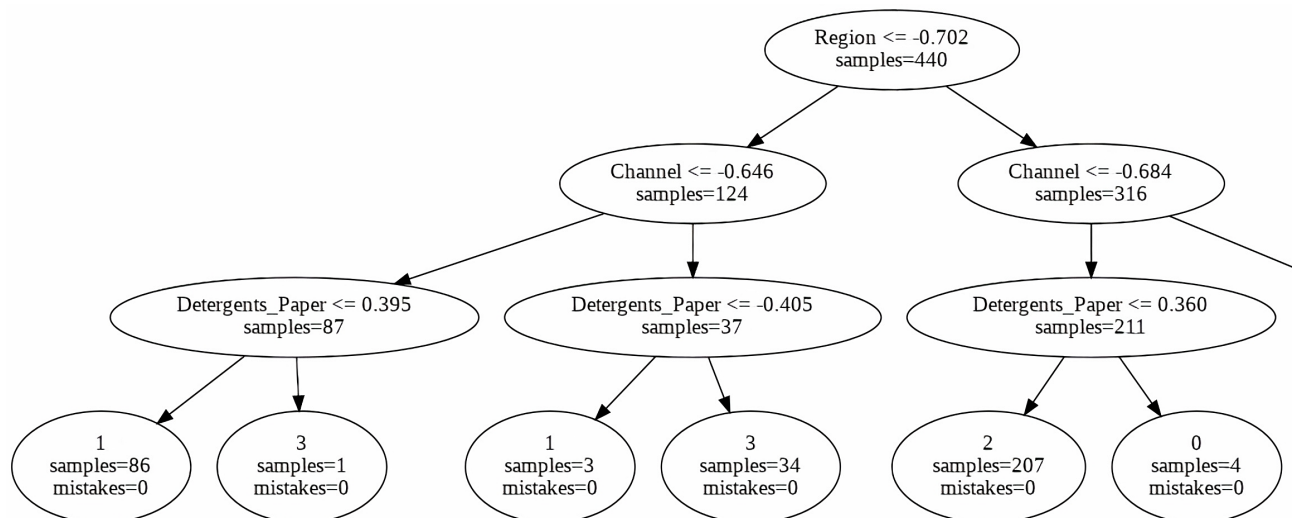 Region <= -0.702
samples=440
Channel <= -0.646
samples=124
Channel <= -0.684
samples=316
Detergents_Paper <= 0.395
samples=87
Detergents_Paper <= -0.405
samples=37
Detergents_Paper <= 0.360
samples=211
1
samples=86
mistakes=0
3
samples=1
mistakes=0
1
samples=3
mistakes=0
3
samples=34
mistakes=0
2
samples=207
mistakes=0
0
samples=4
mistakes=0